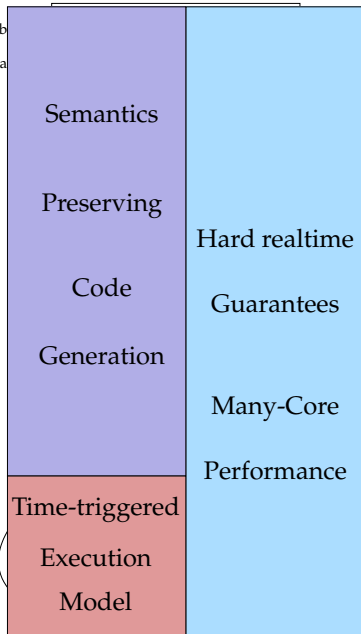 b
a
Semantics
Preserving
Code
Generation
Time-triggered
Execution
Model
Hard realtime
Guarantees
Many-Core
Performance